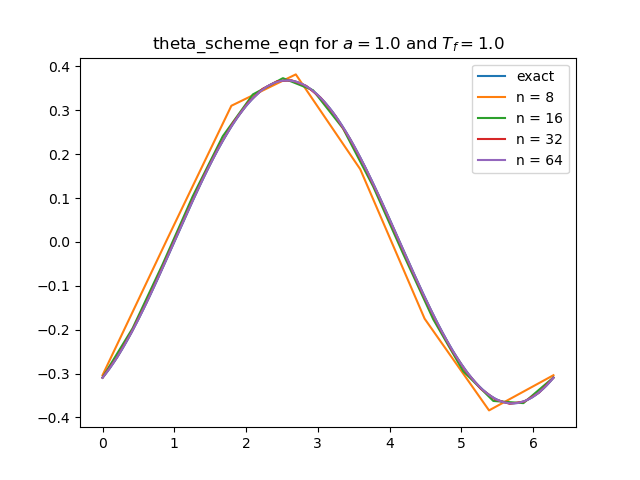 theta_scheme_eqn for a = 1.0 and T_f = 1.0
0.4
0.3
0.2
0.1
0.0
−0.1
−0.2
−0.3
−0.4
0 1 2 3 4 5 6
exact
n = 8
n = 16
n = 32
n = 64